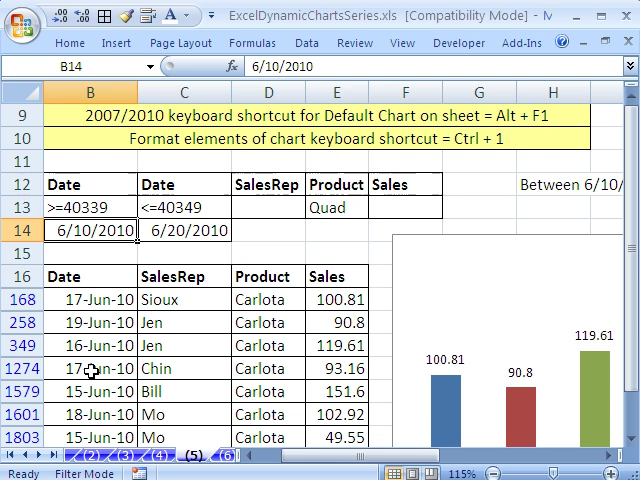 ExcelDynamicChartsSeries.xls [Compatibility Mode] - M
Home Insert Page Layout Formulas Data Review View Developer Add-Ins
B14 fx 6/10/2010
B C D E F G H
9 2007/2010 keyboard shortcut for Default Chart on sheet = Alt + F1
10 Format elements of chart keyboard shortcut = Ctrl + 1
11
12 Date Date SalesRep Product Sales Between 6/10/
13 >=40339 <=40349 Quad
14 6/10/2010 6/20/2010
15
16 Date SalesRep Product Sales
168 17-Jun-10 Sioux Carlota 100.81
258 19-Jun-10 Jen Carlota 90.8
349 16-Jun-10 Jen Carlota 119.61
1274 17-Jun-10 Chin Carlota 93.16
1579 15-Jun-10 Bill Carlota 151.6
1601 18-Jun-10 Mo Carlota 102.92
1803 15-Jun-10 Mo Carlota 49.55
119.61
100.81
90.8
(2) (3) (4) (5) (6
Ready Filter Mode 115%